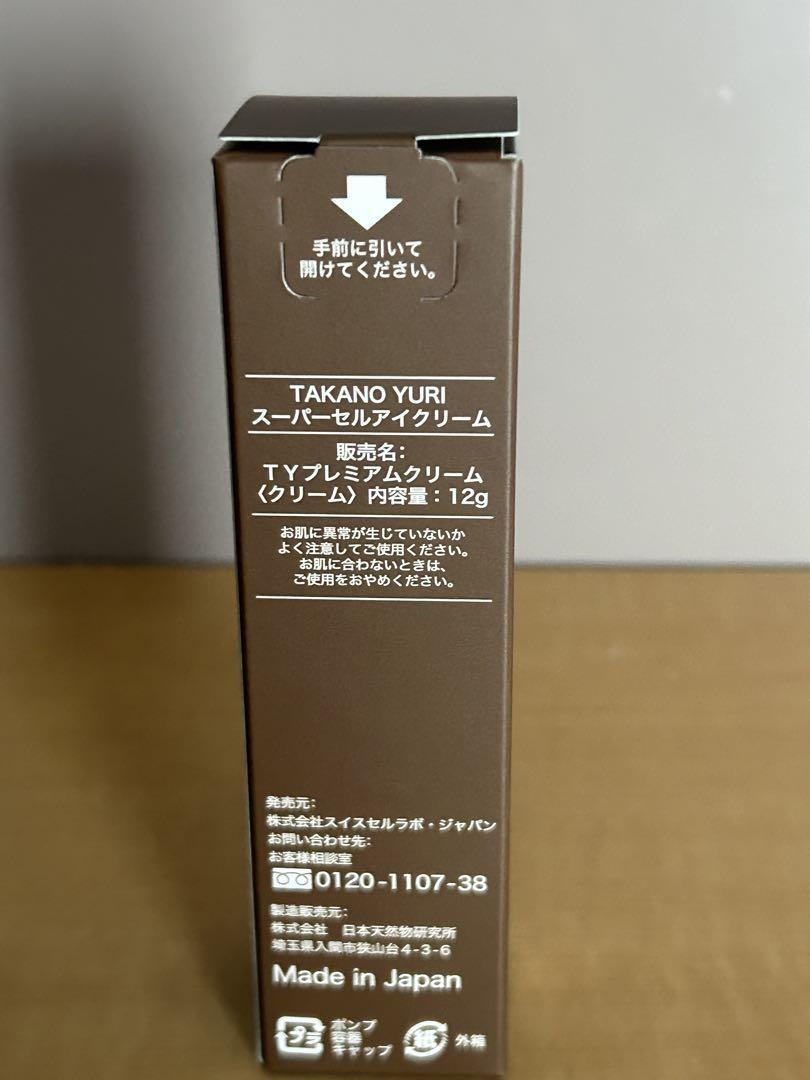 手前に引いて
開けてください。
TAKANO YURI
スーパーセルアイクリーム
販売名:
TYプレミアムクリーム
〈クリーム〉内容量:12g
お肌に異常が生じていないか
よく注意してご使用ください。
お肌に合わないときは、
ご使用をおやめください。
発売元:
株式会社スイスセルラボ・ジャパン
お問い合わせ先:
お客様相談室
0120-1107-38
製造販売元:
株式会社 日本天然物研究所
埼玉県入間市狭山台4-3-6
Made in Japan
プラ
ポンプ
容器
キャップ
紙 外箱